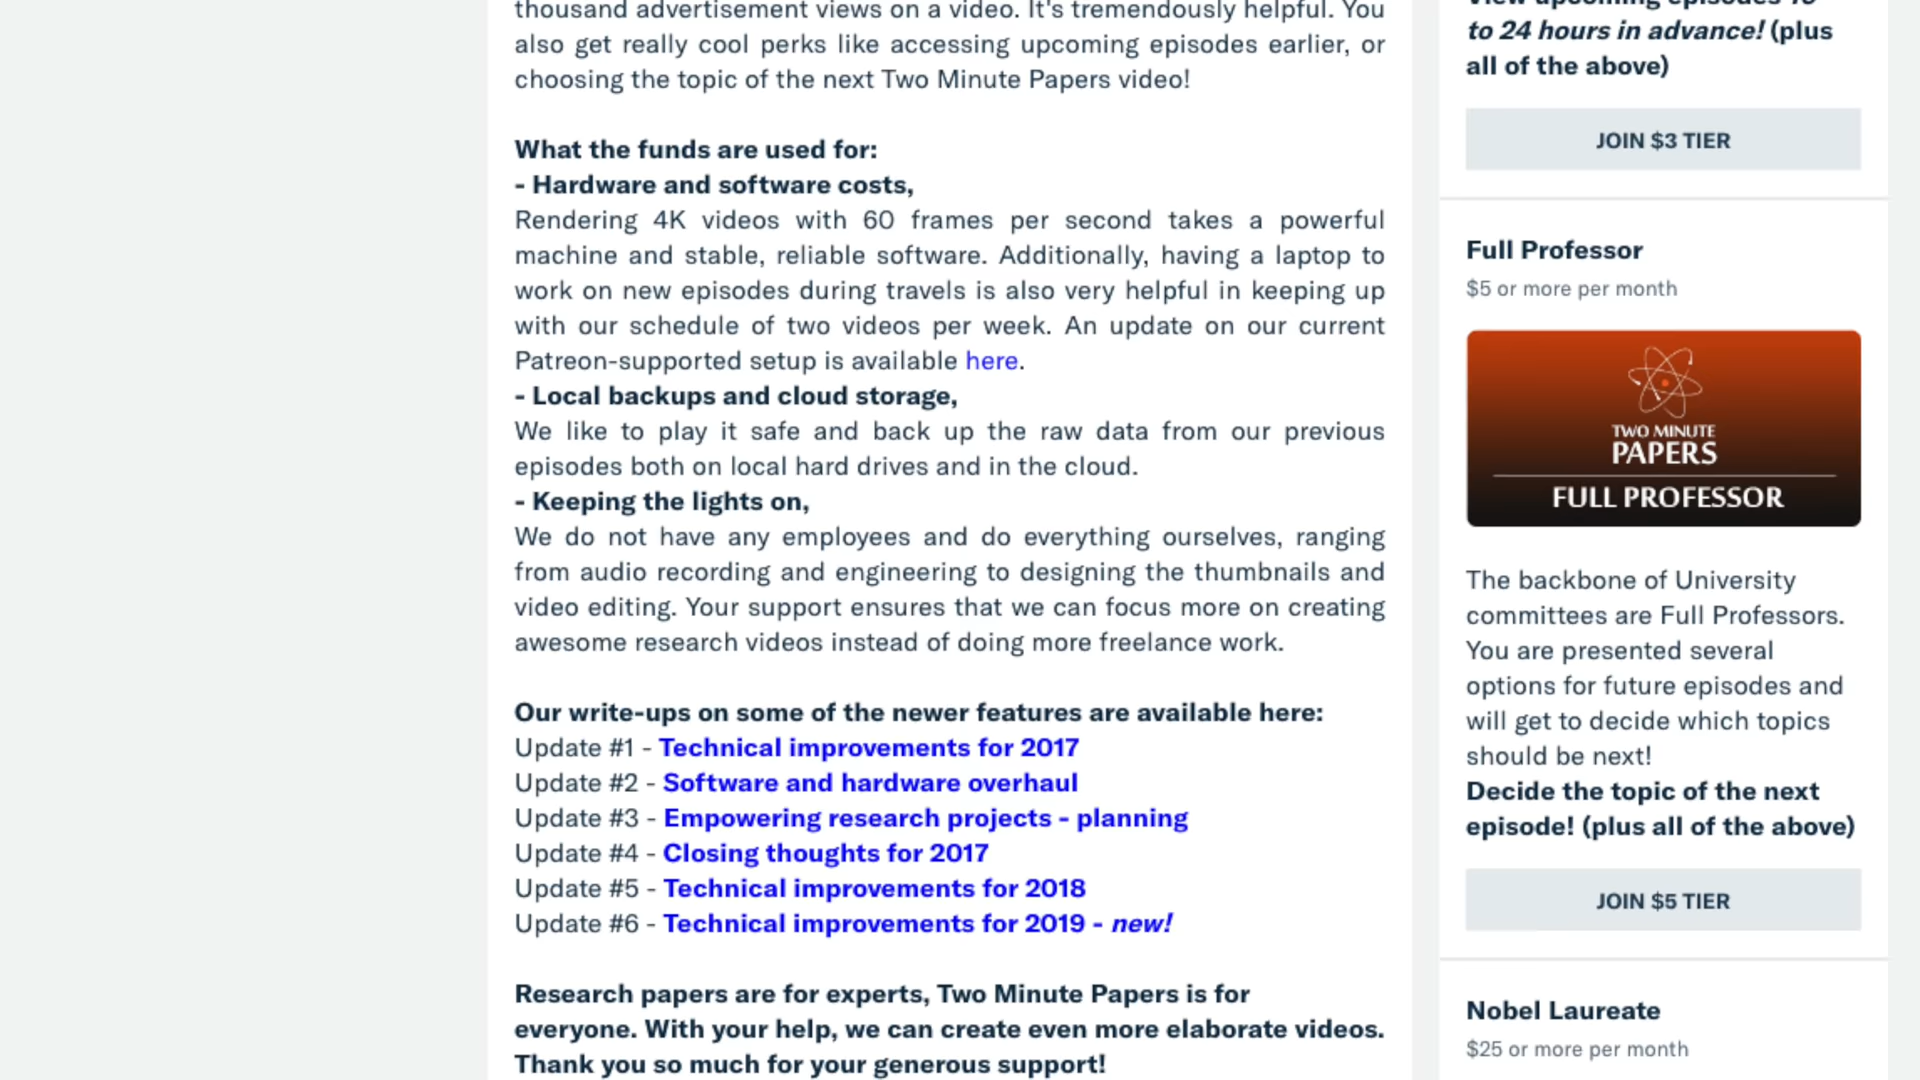 thousand advertisement views on a video. It's tremendously helpful. You
also get really cool perks like accessing upcoming episodes earlier, or
choosing the topic of the next Two Minute Papers video!
What the funds are used for:
- Hardware and software costs,
Rendering 4K videos with 60 frames per second takes a powerful
machine and stable, reliable software. Additionally, having a laptop to
work on new episodes during travels is also very helpful in keeping up
with our schedule of two videos per week. An update on our current
Patreon-supported setup is available here.
- Local backups and cloud storage,
We like to play it safe and back up the raw data from our previous
episodes both on local hard drives and in the cloud.
- Keeping the lights on,
We do not have any employees and do everything ourselves, ranging
from audio recording and engineering to designing the thumbnails and
video editing. Your support ensures that we can focus more on creating
awesome research videos instead of doing more freelance work.
Our write-ups on some of the newer features are available here:
Update #1 - Technical improvements for 2017
Update #2 - Software and hardware overhaul
Update #3 - Empowering research projects - planning
Update #4 - Closing thoughts for 2017
Update #5 - Technical improvements for 2018
Update #6 - Technical improvements for 2019 - new!
Research papers are for experts, Two Minute Papers is for
everyone. With your help, we can create even more elaborate videos.
Thank you so much for your generous support!
View upcoming episodes
to 24 hours in advance! (plus
all of the above)
JOIN $3 TIER
Full Professor
$5 or more per month
TWO MINUTE
PAPERS
FULL PROFESSOR
The backbone of University
committees are Full Professors.
You are presented several
options for future episodes and
will get to decide which topics
should be next!
Decide the topic of the next
episode! (plus all of the above)
JOIN $5 TIER
Nobel Laureate
$25 or more per month